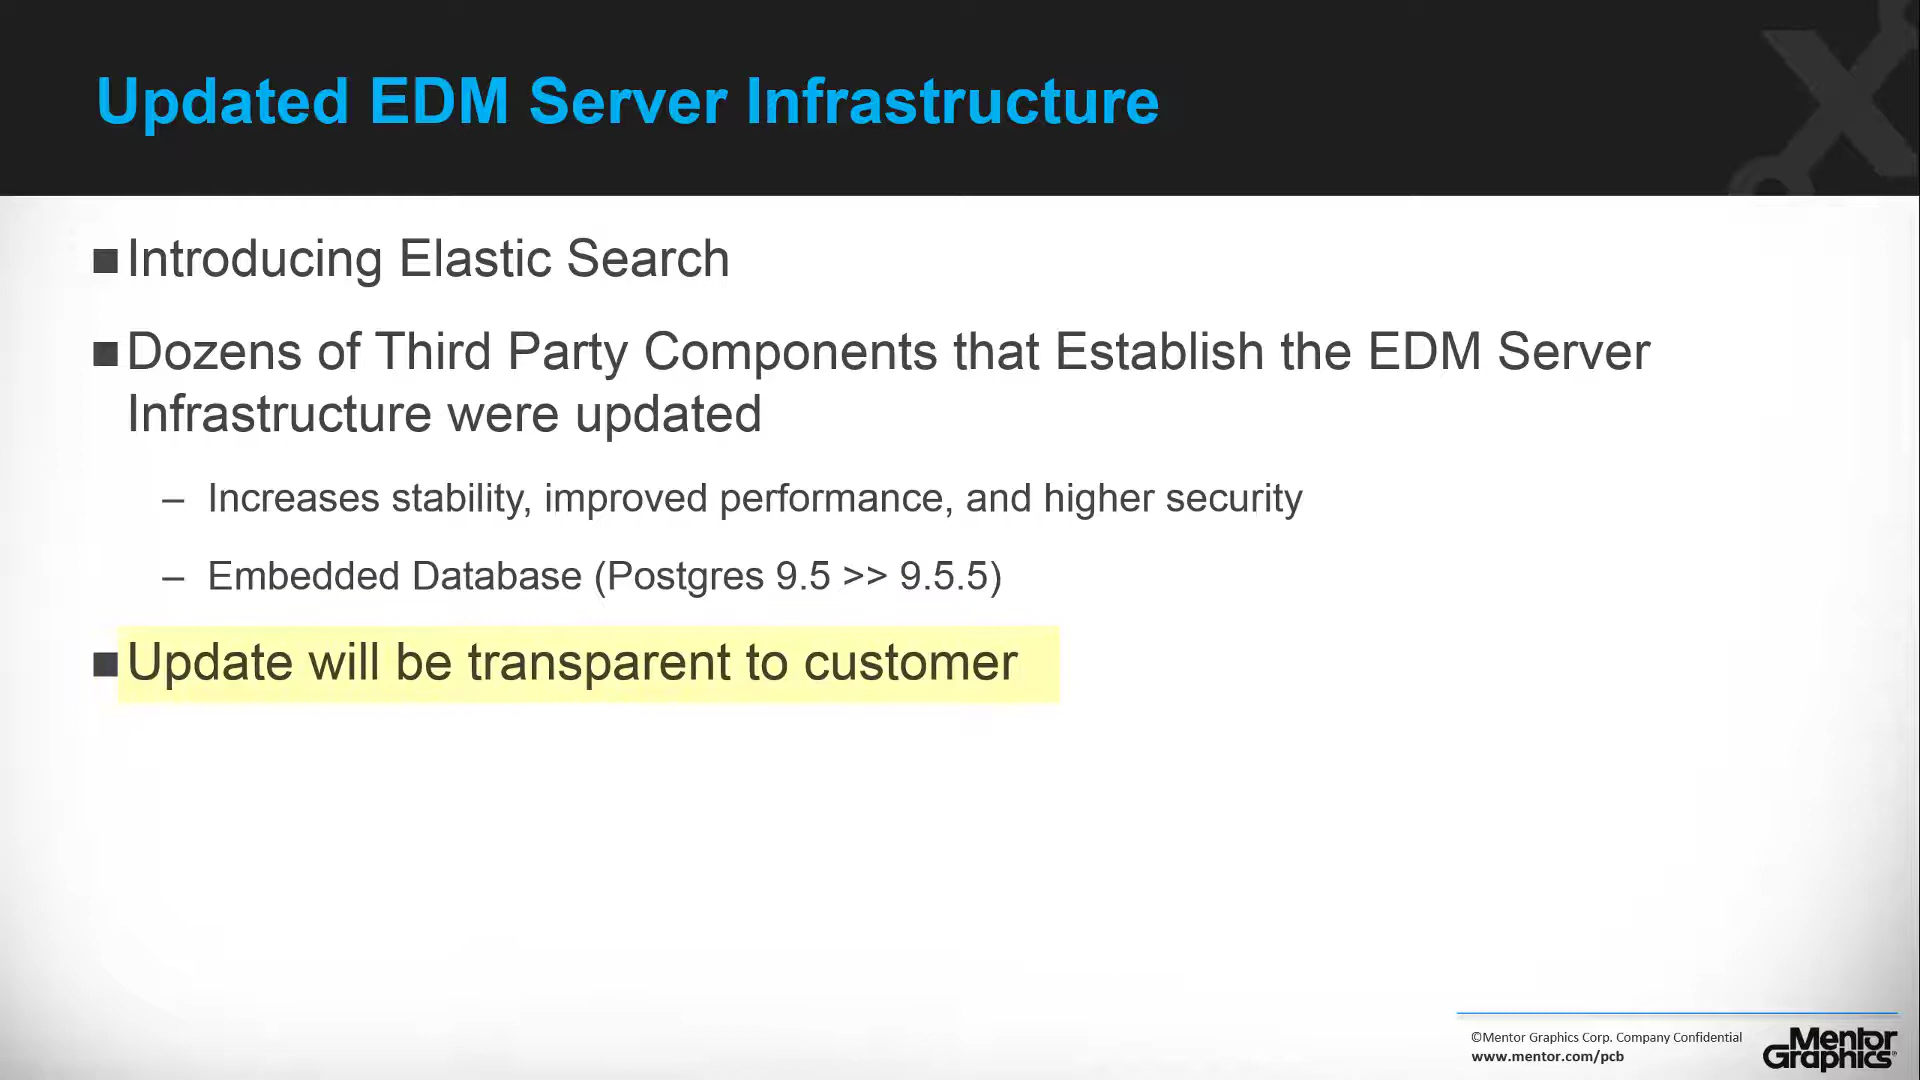 Updated EDM Server Infrastructure
Introducing Elastic Search
Dozens of Third Party Components that Establish the EDM Server
Infrastructure were updated
– Increases stability, improved performance, and higher security
– Embedded Database (Postgres 9.5 >> 9.5.5)
Update will be transparent to customer
©Mentor Graphics Corp. Company Confidential
www.mentor.com/pcb
Mentor
Graphics®